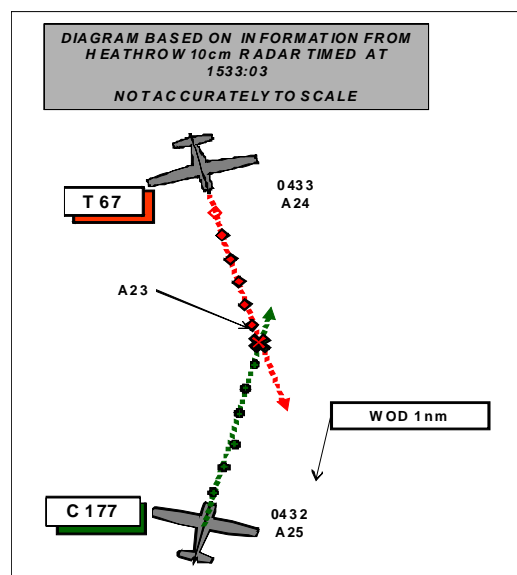 DIAGRAM BASED ON INFORMATION FROM
HEATHROW 10cm RADAR TIMED AT
1533:03
NOT ACCURATELY TO SCALE
T 67
0433
A24
A23
WOD 1nm
C 177
0432
A25